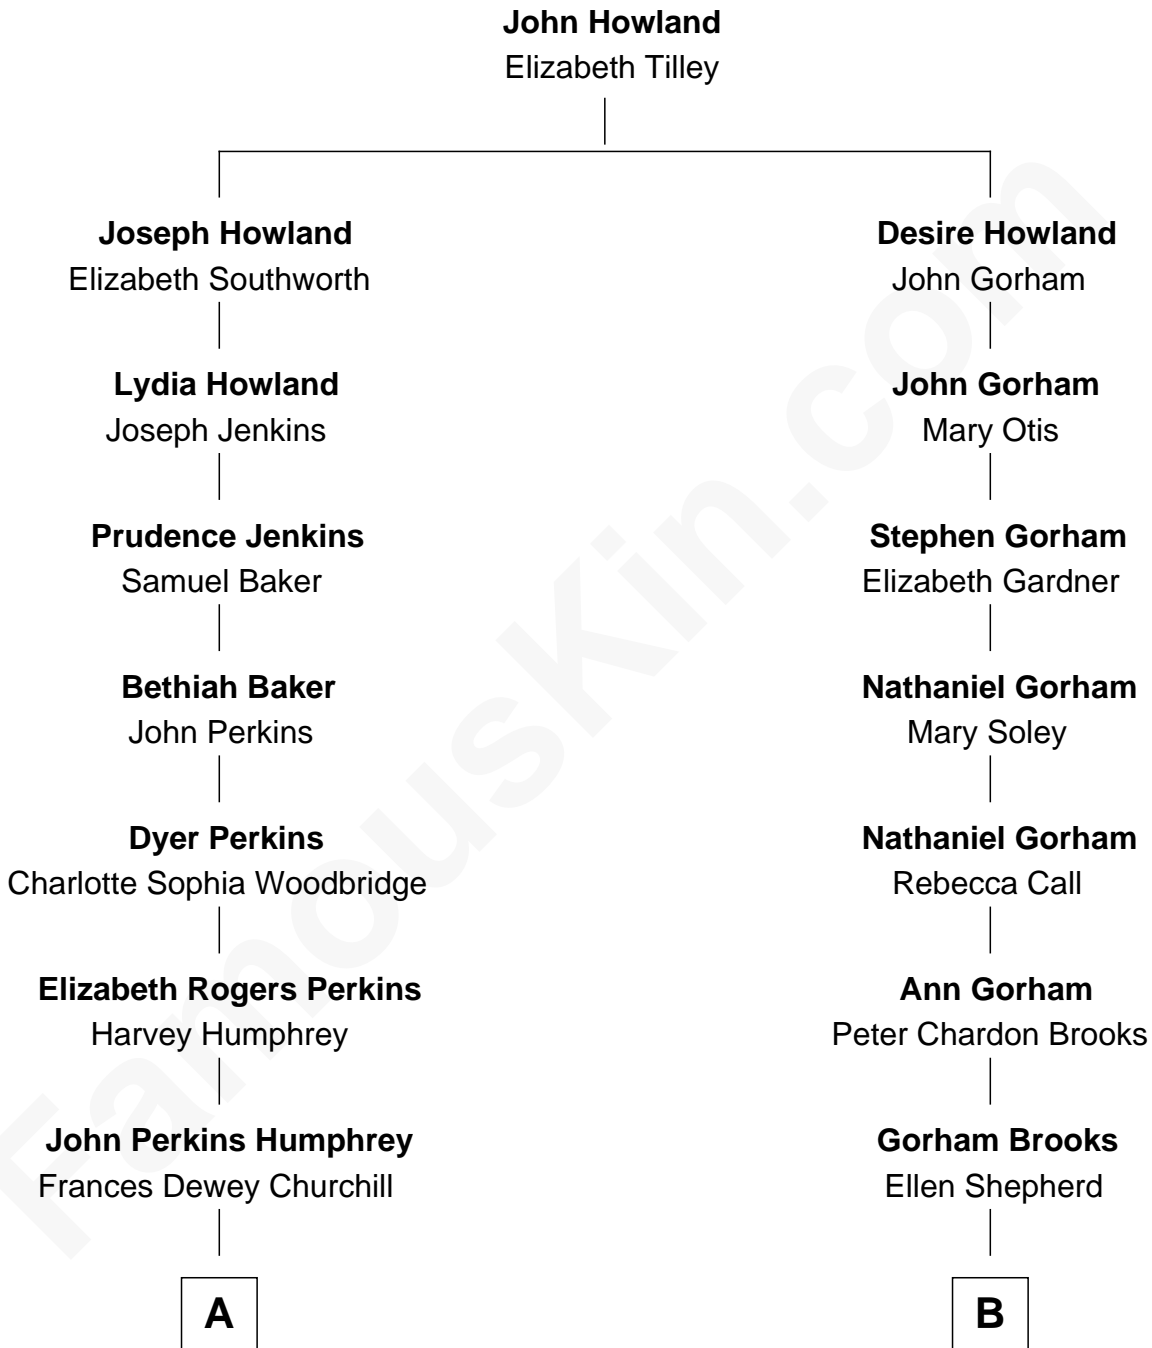 John Howland
Elizabeth Tilley
Joseph Howland
Elizabeth Southworth
Desire Howland
John Gorham
Lydia Howland
Joseph Jenkins
John Gorham
Mary Otis
Prudence Jenkins
Samuel Baker
Stephen Gorham
Elizabeth Gardner
Bethiah Baker
John Perkins
Nathaniel Gorham
Mary Soley
Dyer Perkins
Charlotte Sophia Woodbridge
Nathaniel Gorham
Rebecca Call
Elizabeth Rogers Perkins
Harvey Humphrey
Ann Gorham
Peter Chardon Brooks
John Perkins Humphrey
Frances Dewey Churchill
Gorham Brooks
Ellen Shepherd
A
B
FamousKin.com